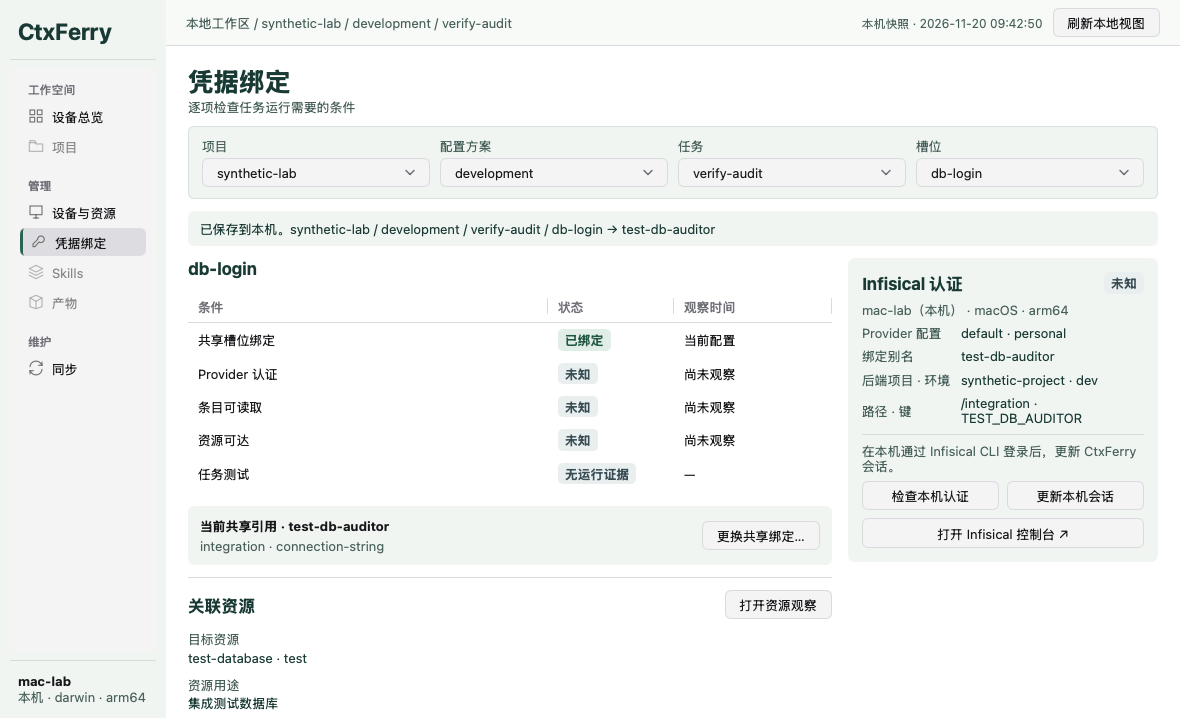 CtxFerry
工作空间
设备总览
项目
管理
设备与资源
凭据绑定
Skills
产物
维护
同步
mac-lab
本机 · darwin · arm64
本地工作区 / synthetic-lab / development / verify-audit
本机快照 · 2026-11-20 09:42:50
刷新本地视图
凭据绑定
逐项检查任务运行需要的条件
项目 配置方案 任务 槽位
synthetic-lab development verify-audit db-login
已保存到本机。synthetic-lab / development / verify-audit / db-login → test-db-auditor
db-login
条件 状态 观察时间
共享槽位绑定 已绑定 当前配置
Provider 认证 未知 尚未观察
条目可读取 未知 尚未观察
资源可达 未知 尚未观察
任务测试 无运行证据 —
当前共享引用 · test-db-auditor
integration · connection-string
更换共享绑定...
关联资源
打开资源观察
目标资源
test-database · test
资源用途
集成测试数据库
Infisical 认证 未知
mac-lab（本机） · macOS · arm64
Provider 配置 default · personal
绑定别名 test-db-auditor
后端项目 · 环境 synthetic-project · dev
路径 · 键 /integration ·
TEST_DB_AUDITOR
在本机通过 Infisical CLI 登录后，更新 CtxFerry
会话。
检查本机认证 更新本机会话
打开 Infisical 控制台 ↗